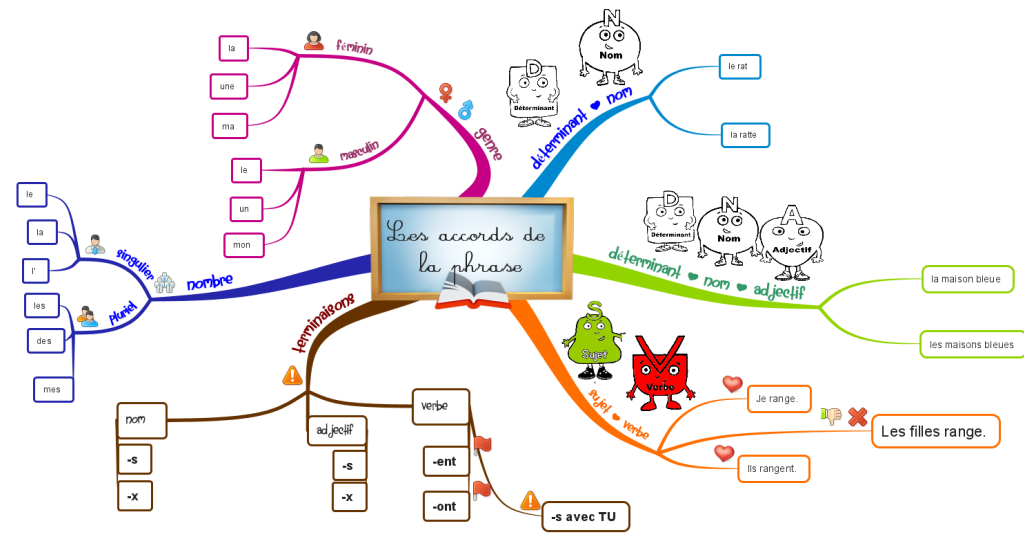 Les accords de
la phrase
déterminant ♥ nom
D
Déterminant
N
Nom
le rat
la ratte
déterminant ♥ nom ♥ adjectif
D
Déterminant
N
Nom
A
Adjectif
la maison bleue
les maisons bleues
sujet ♥ verbe
S
Sujet
V
Verbe
Je range.
Les filles range.
Ils rangent.
terminaisons
nom
-s
-x
adjectif
-s
-x
verbe
-ent
-ont
-s avec TU
nombre
singulier
le
la
l'
pluriel
les
des
mes
genre
féminin
la
une
ma
masculin
le
un
mon